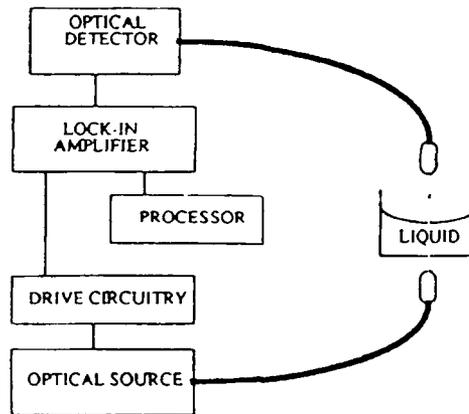 OPTICAL
DETECTOR
LOCK-IN
AMPLIFIER
PROCESSOR
LIQUID
DRIVE CIRCUITRY
OPTICAL SOURCE